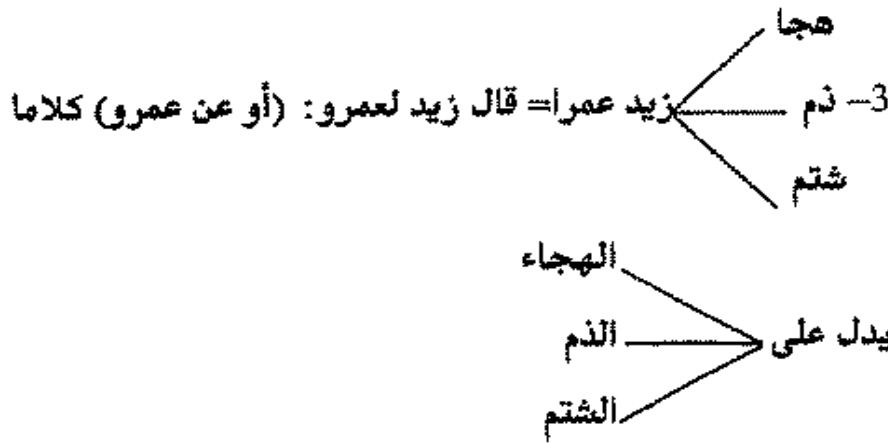 هجا
3- ذم زيد عمرا= قال زيد لعمرو: (أو عن عمرو) كلاما
شتم
الهجاء
يدل على الذم
الشتم